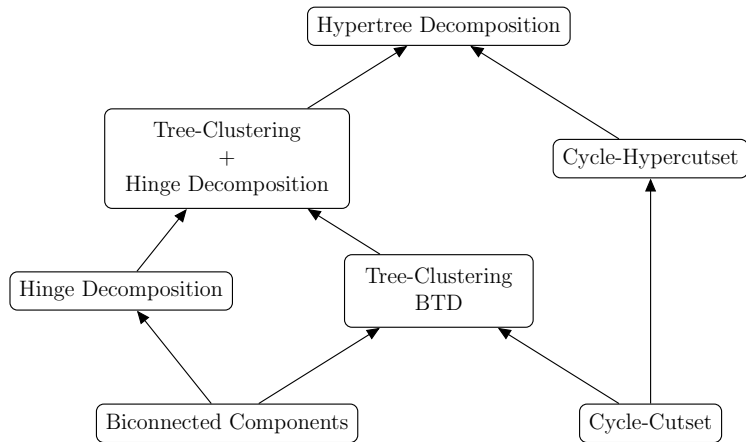 Hypertree Decomposition
Tree-Clustering
+
Hinge Decomposition
Cycle-Hypercutset
Hinge Decomposition
Tree-Clustering
BTD
Biconnected Components
Cycle-Cutset